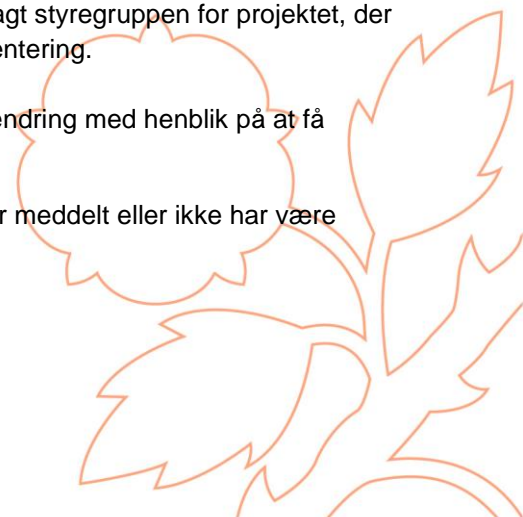 agt styregruppen for projektet, der
entering.
endring med henblik på at få
r meddelt eller ikke har være